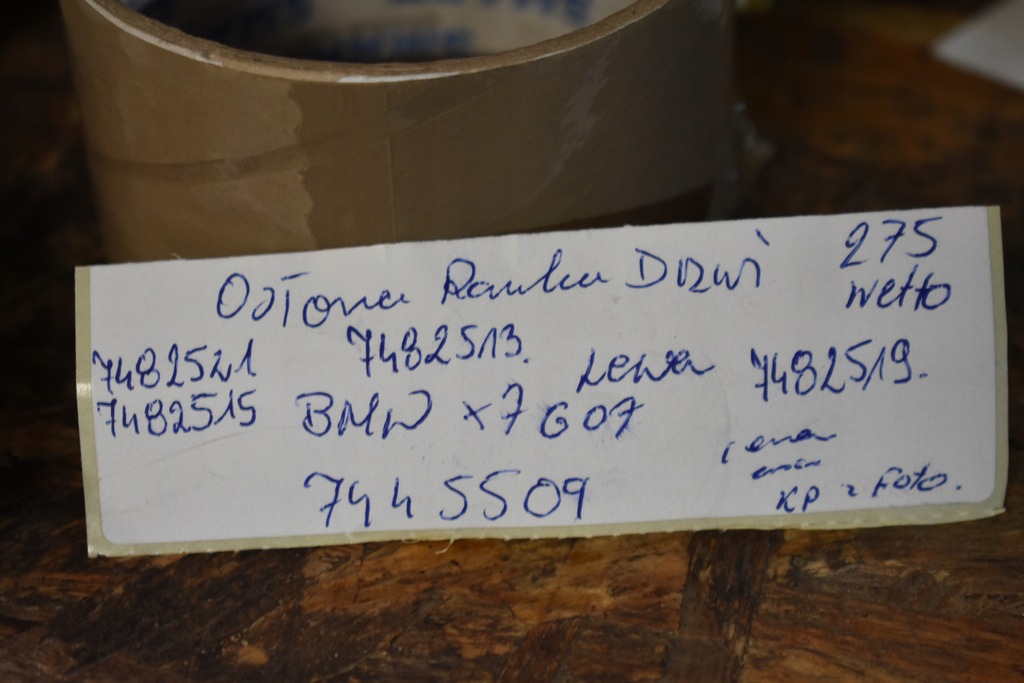 Osłona Ramka Drzwi
275
Netto
7482521
7482513.
7482515
Lewa
7482519.
BMW x7 G07
7445509
cena
KP z Foto.